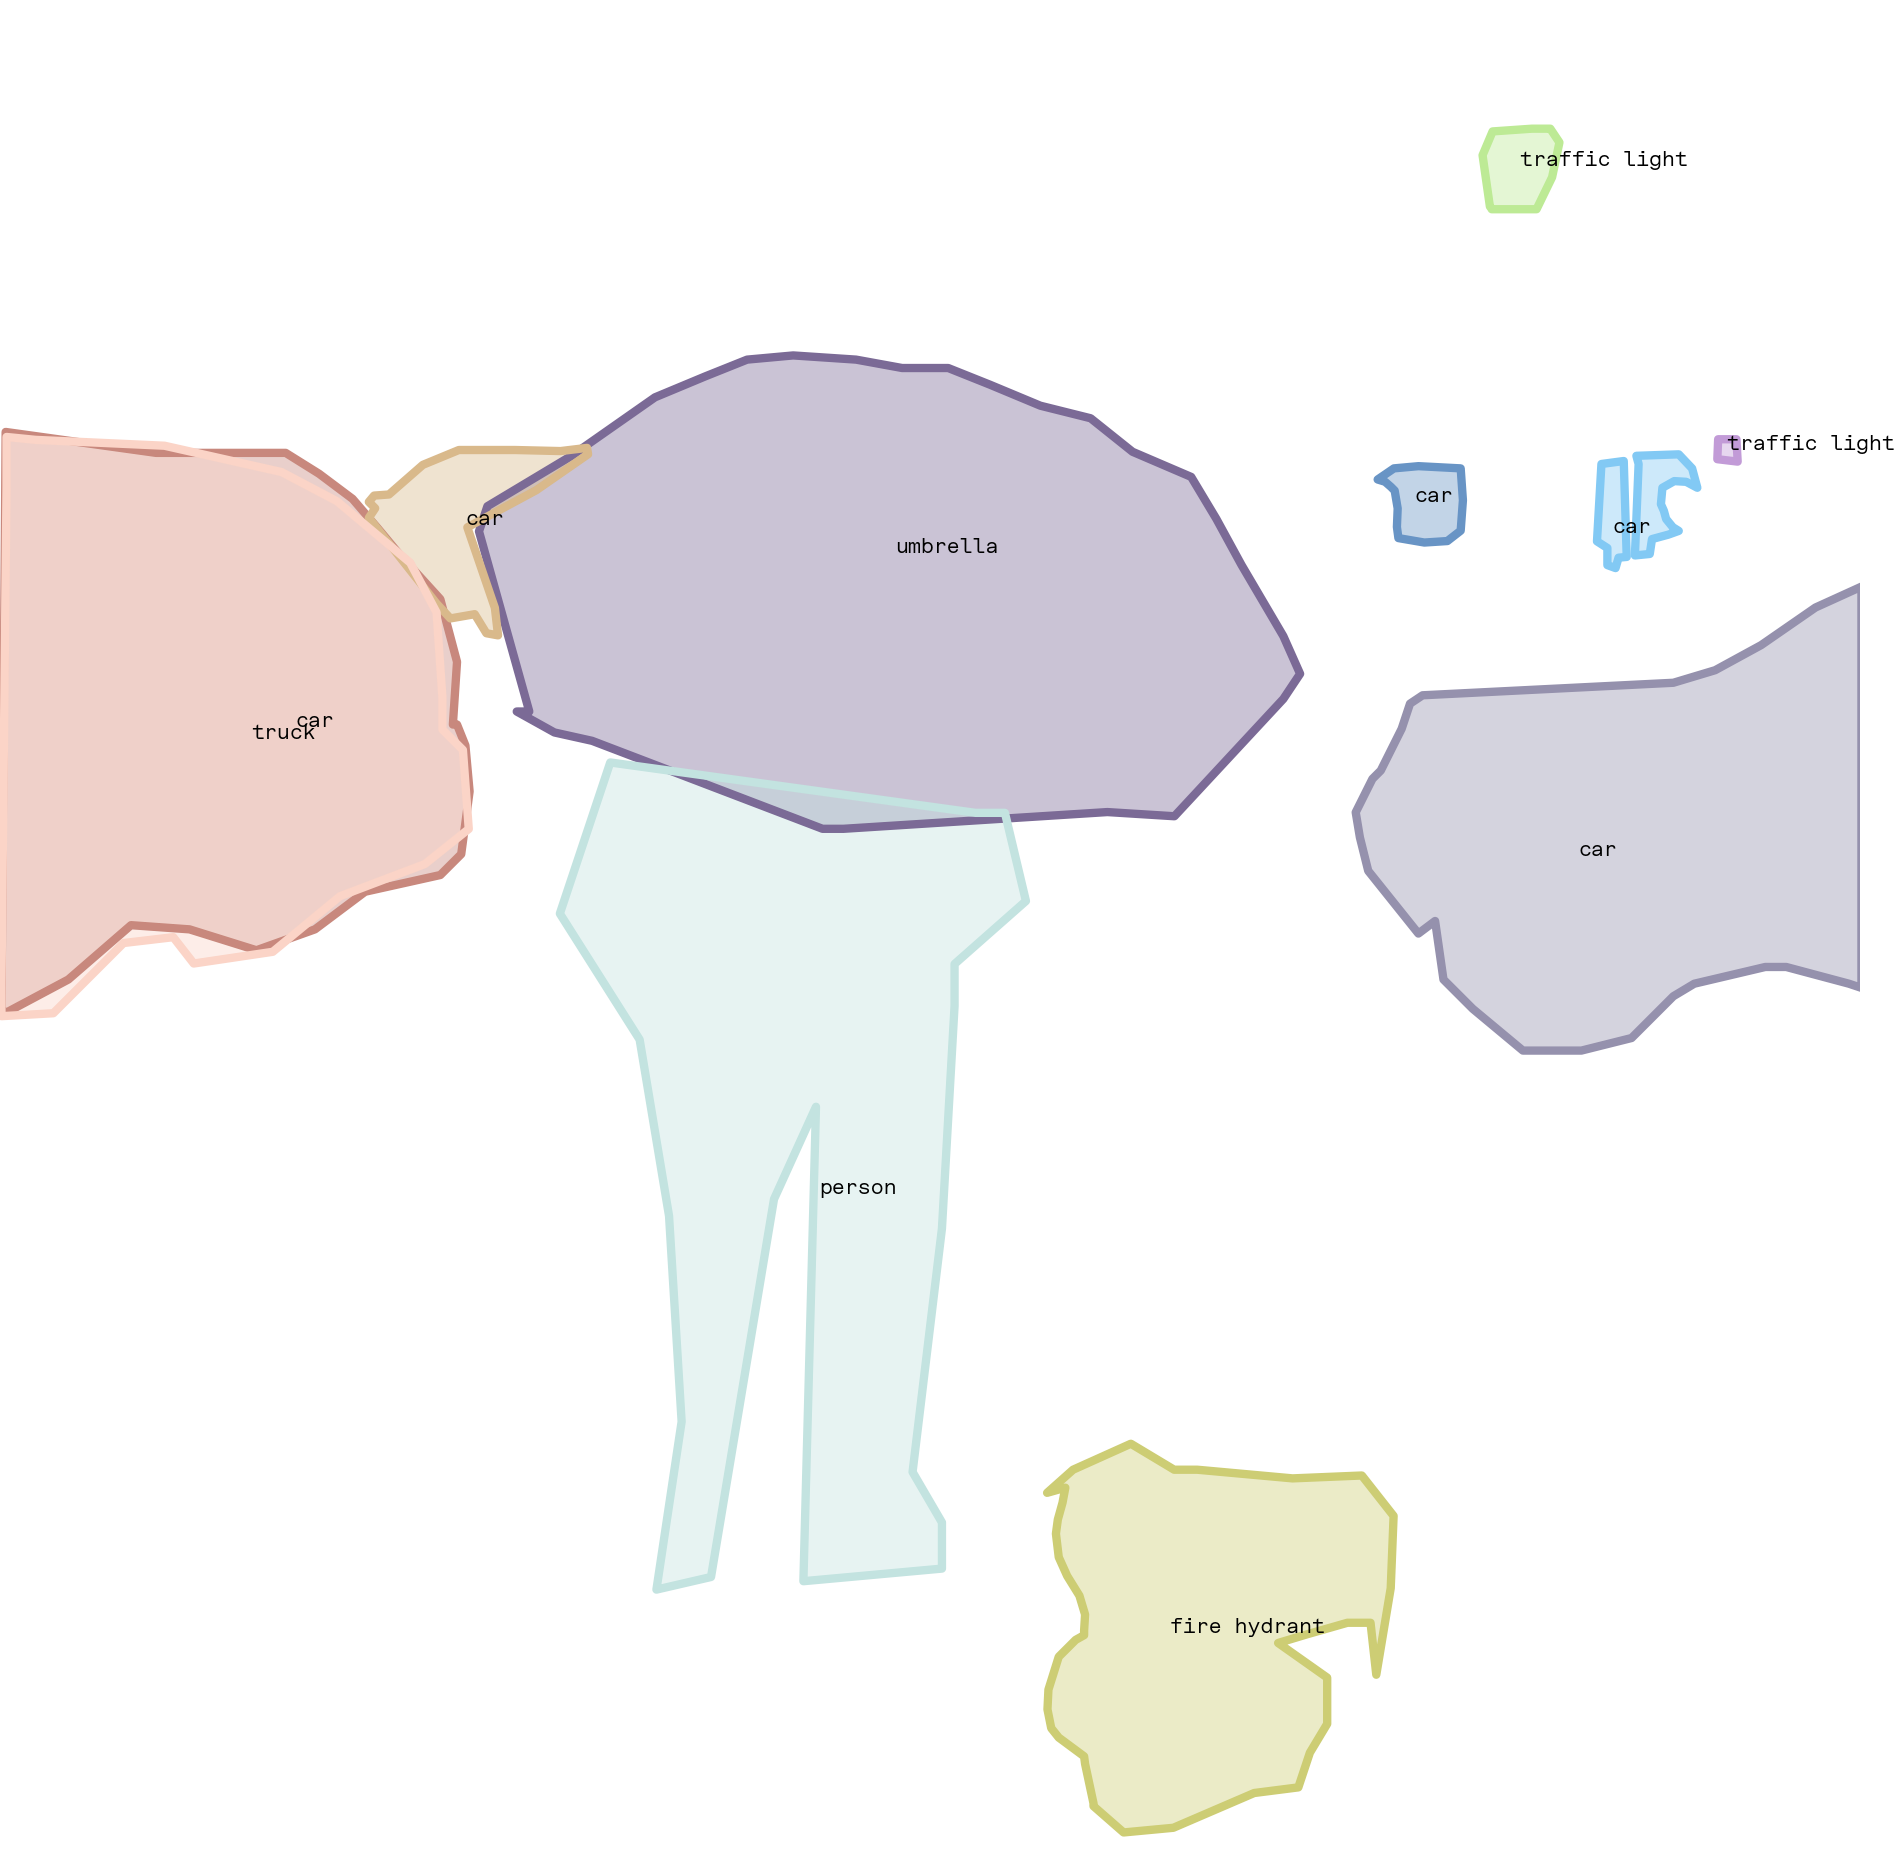 traffic light
traffic light
car
car
car
umbrella
car
truck
car
person
fire hydrant